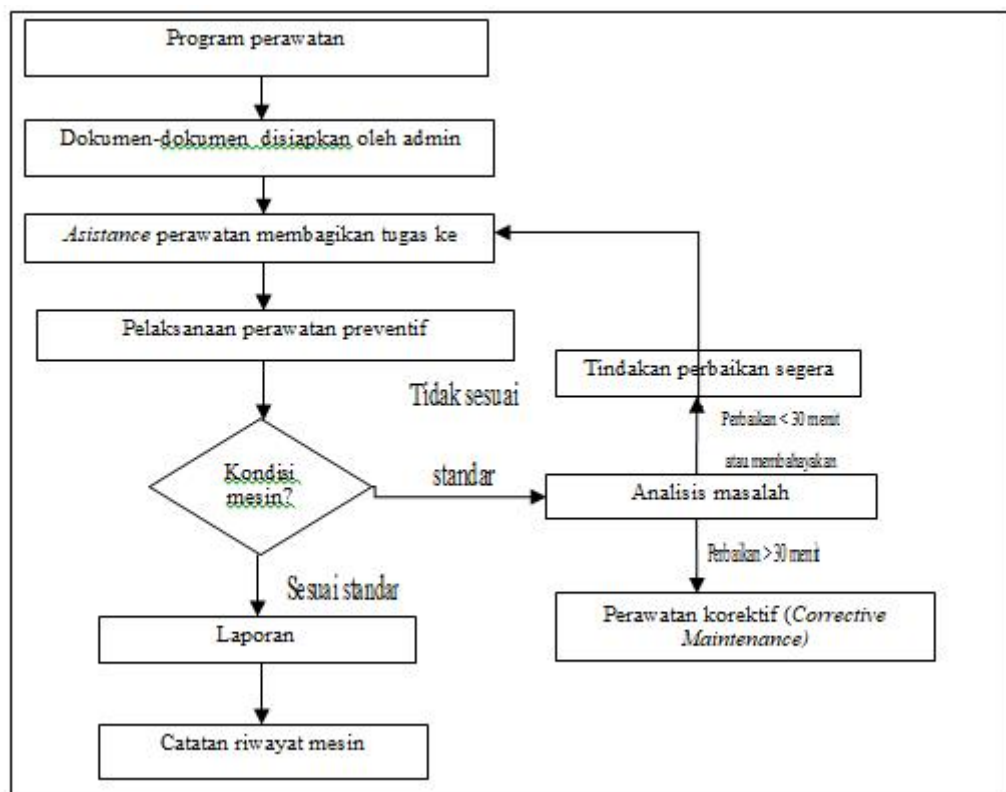 Program perawatan
Dokumen-dokumen disiapkan oleh admin
Asistance perawatan membagikan tugas ke
Pelaksanaan perawatan preventif
Tidak sesuai
standar
Kondisi
mesin?
Sesuai standar
Laporan
Catatan riwayat mesin
Tindakan perbaikan segera
Perbaikan < 30 menit
atau membahayakan
Analisis masalah
Perbaikan > 30 menit
Perawatan korektif (Corrective
Maintenance)